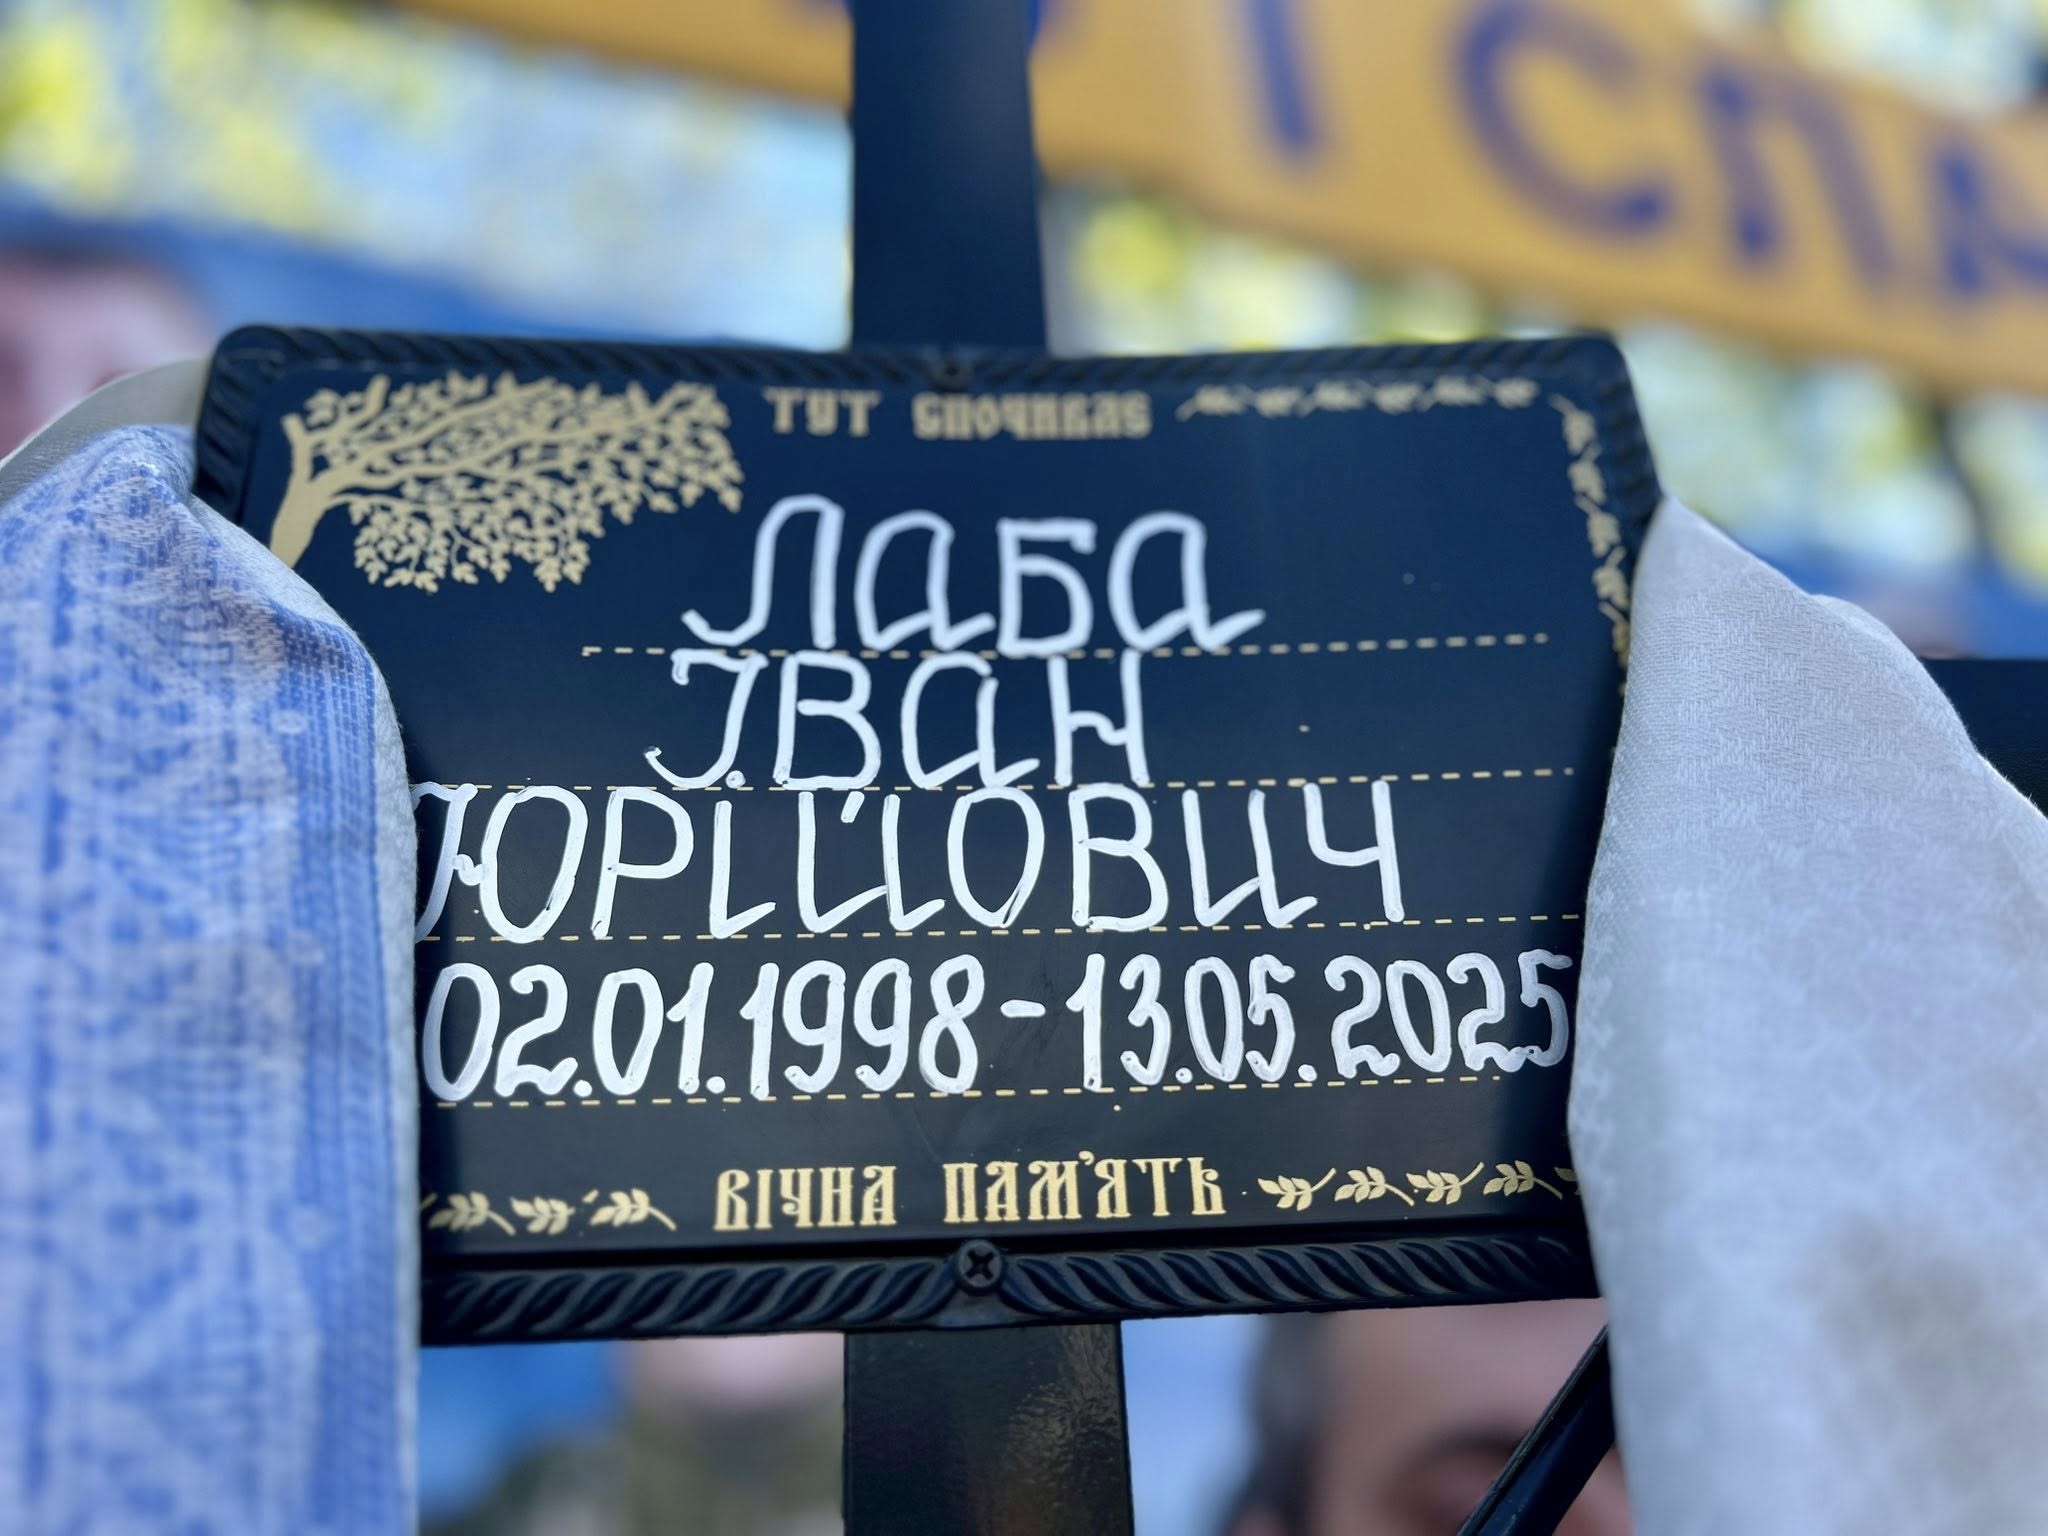 ТУТ СПОЧИВАЄ
ЛАБА
ІВАН
ЮРІЙОВИЧ
02.01.1998-13.05.2025
ВІЧНА ПАМ'ЯТЬ